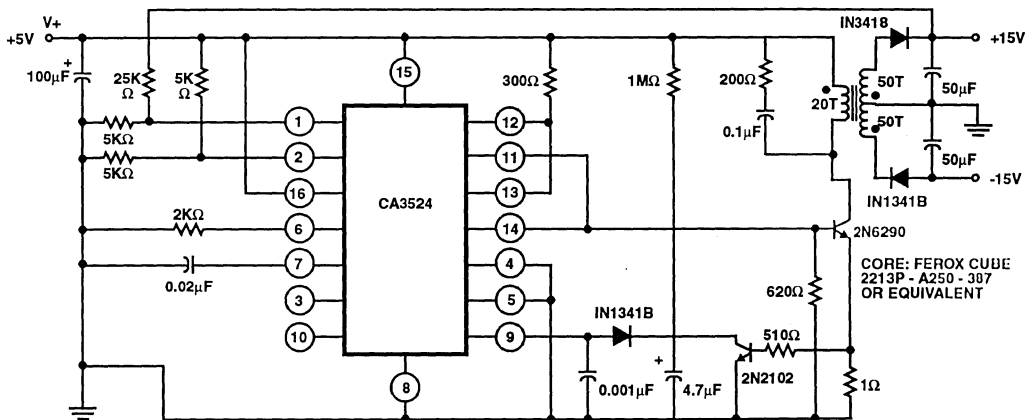 V+
+5V
IN3418
+15V
+
100µF
25K
Ω
5K
Ω
15
300Ω
1MΩ
200Ω
20T
50T
50T
50µF
0.1µF
1
12
5KΩ
2
11
5KΩ
50µF
-15V
IN1341B
16
CA3524
13
2KΩ
6
14
2N6290
7
4
0.02µF
CORE: FEROX CUBE
2213P - A250 - 387
OR EQUIVALENT
3
5
620Ω
IN1341B
10
9
510Ω
+
2N2102
8
0.001µF
4.7µF
1Ω